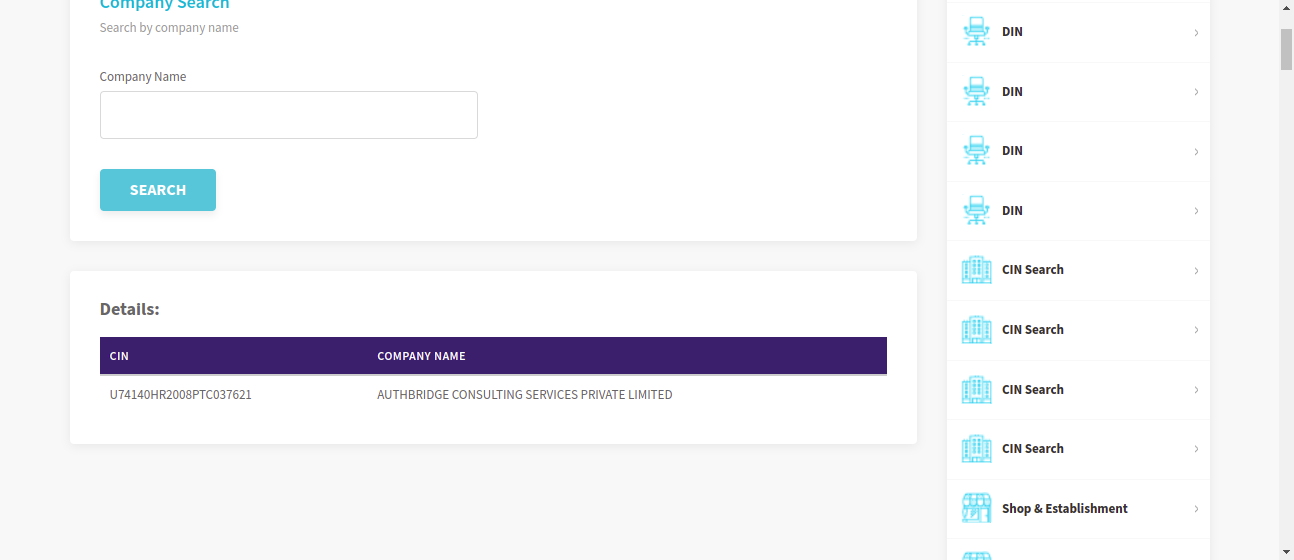 Company Search
Search by company name
Company Name
SEARCH
Details:
CIN COMPANY NAME
U74140HR2008PTC037621 AUTHBRIDGE CONSULTING SERVICES PRIVATE LIMITED
DIN
DIN
DIN
DIN
CIN Search
CIN Search
CIN Search
CIN Search
Shop & Establishment